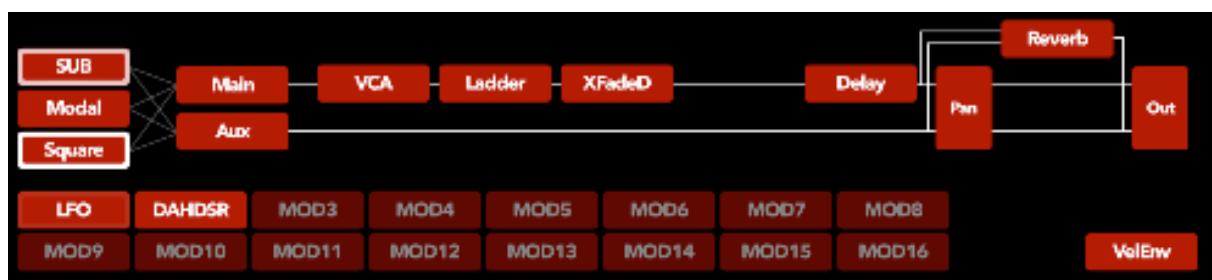 Reverb
SUB
Main VCA Ladder XFadeD Delay
Modal Pan Out
Aux
Square
LFO DAHDSR MOD3 MOD4 MOD5 MOD6 MOD7 MOD8
MOD9 MOD10 MOD11 MOD12 MOD13 MOD14 MOD15 MOD16 VelEnv